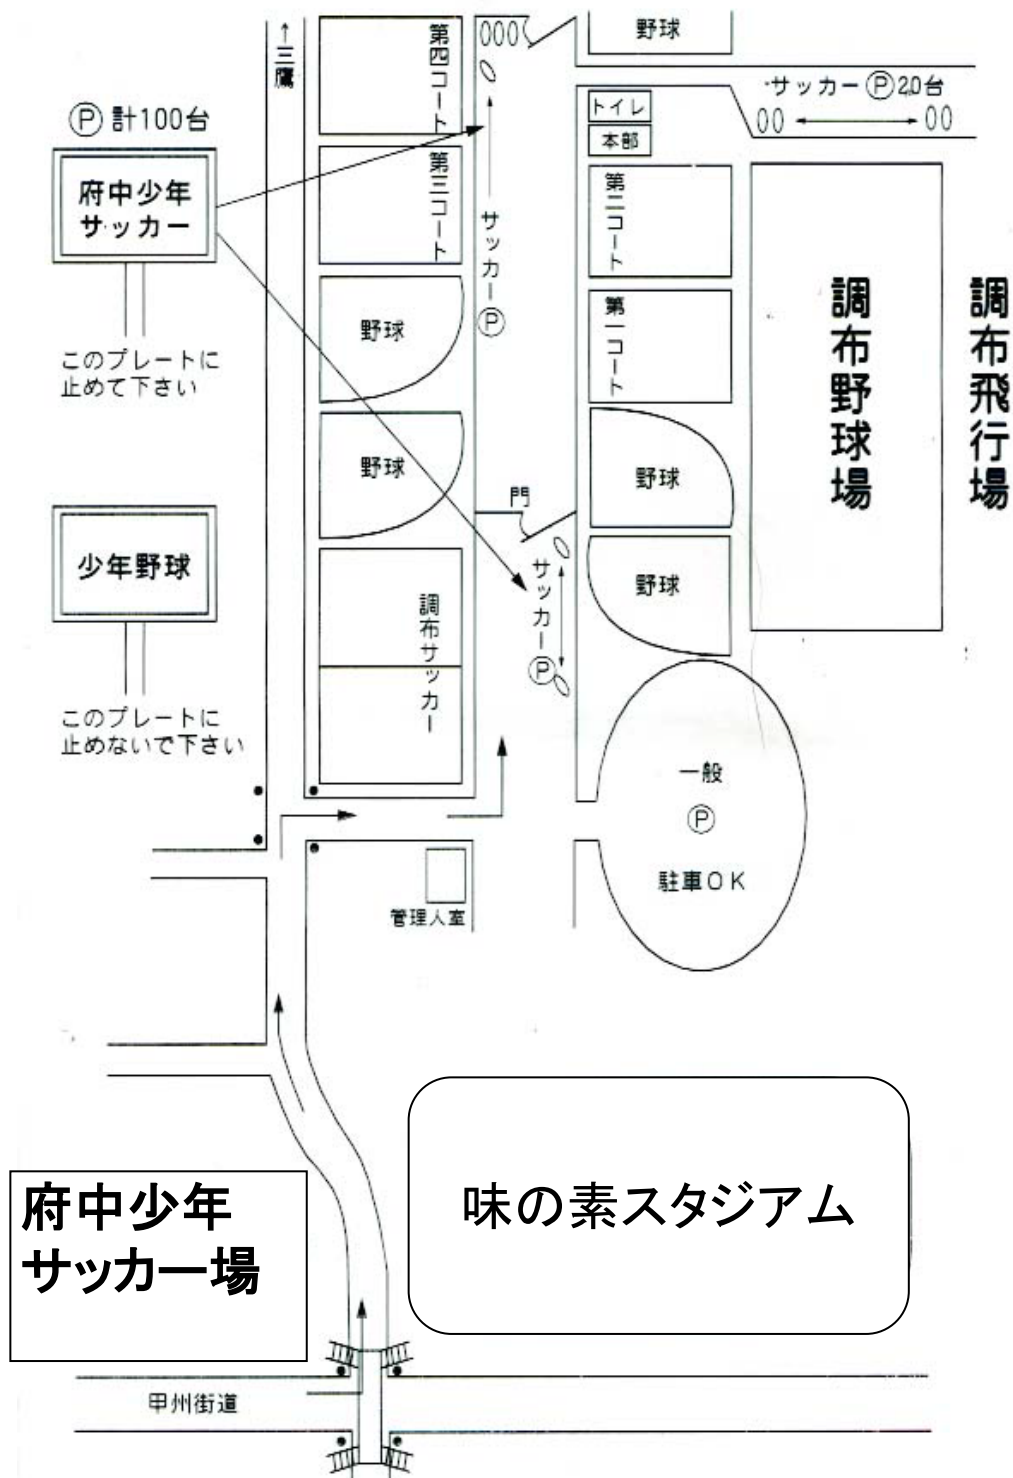 ↑三鷹
第四コート
野球
サッカーⓅ20台
Ⓟ計100台
トイレ
本部
府中少年
サッカー
第三コート
第二コート
サッカーⓅ
このプレートに
止めて下さい
野球
第一コート
調布野球場
調布飛行場
野球
野球
門
少年野球
サッカーⓅ
野球
調布サッカー
このプレートに
止めないで下さい
一般
Ⓟ
駐車OK
管理人室
府中少年
サッカー場
味の素スタジアム
甲州街道